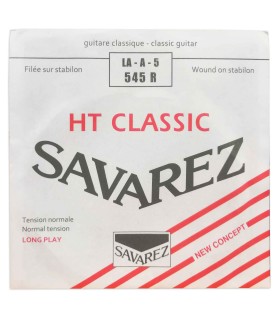 guitare classique - classic guitar
Filée sur stabilon
LA - A - 5
545 R
Wound on stabilon
HT CLASSIC
SAVAREZ
Tension normale
Normal tension
LONG PLAY
SAVAREZ
NEW CONCEPT